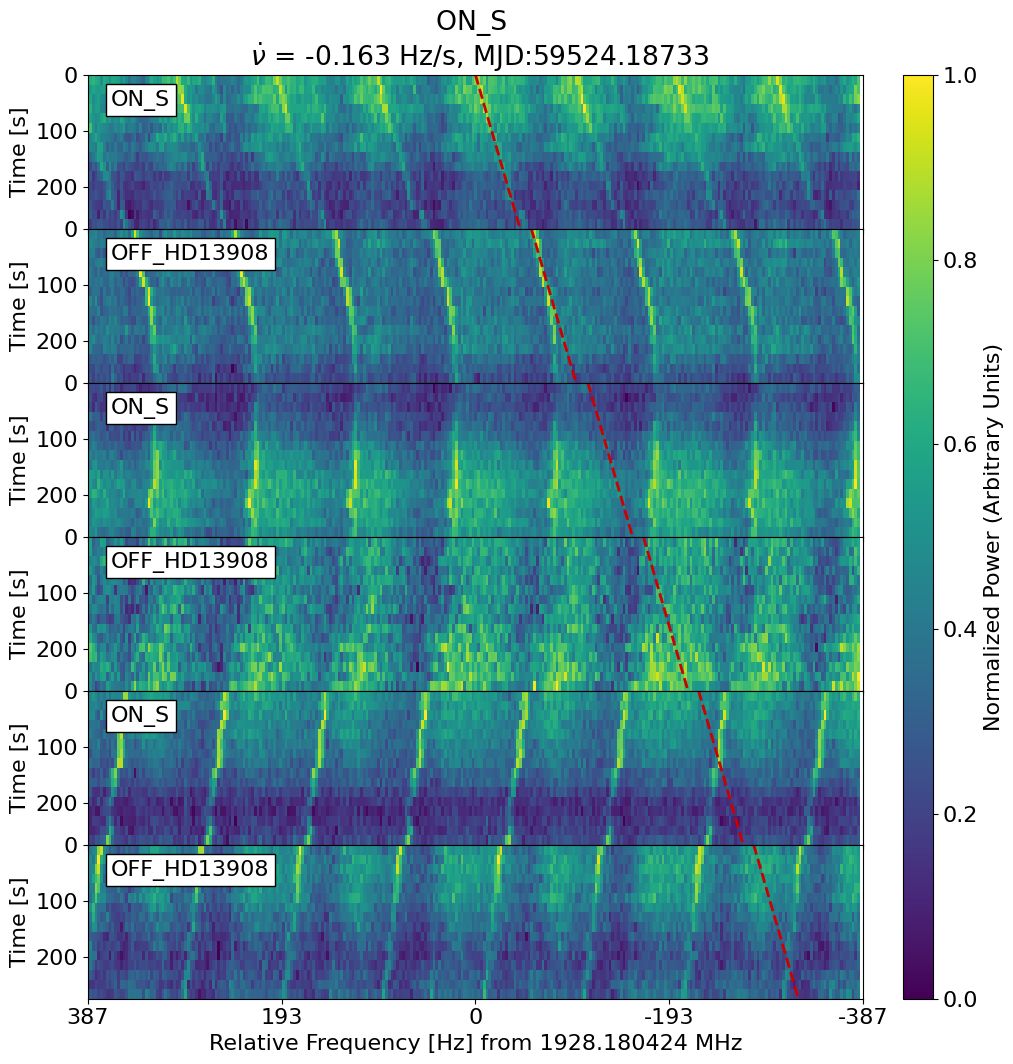 ON_S
ν̇ = -0.163 Hz/s, MJD:59524.18733
0
ON_S
100
200
Time [s]
0
OFF_HD13908
100
200
Time [s]
0
ON_S
100
200
Time [s]
0
OFF_HD13908
100
200
Time [s]
0
ON_S
100
200
Time [s]
0
OFF_HD13908
100
200
Time [s]
387
193
0
-193
-387
Relative Frequency [Hz] from 1928.180424 MHz
1.0
0.8
0.6
0.4
0.2
0.0
Normalized Power (Arbitrary Units)